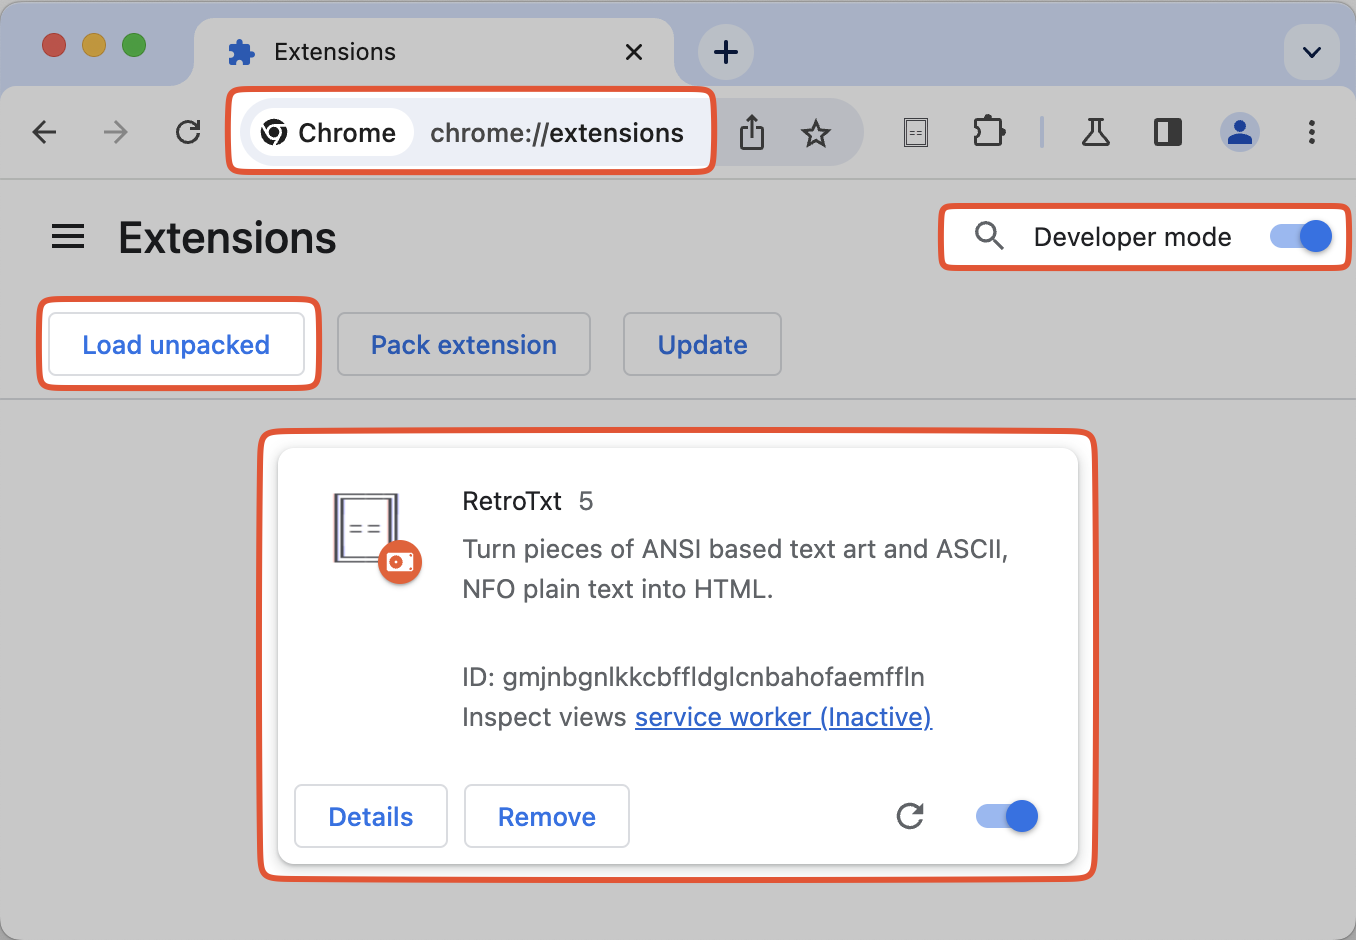 Extensions
Chrome chrome://extensions
Extensions
Developer mode
Load unpacked
Pack extension
Update
RetroTxt 5
Turn pieces of ANSI based text art and ASCII,
NFO plain text into HTML.
ID: gmjnbgnlkkcbffldglcnbahofaemffln
Inspect views service worker (Inactive)
Details
Remove